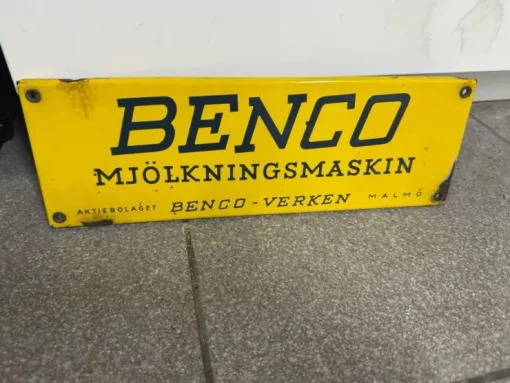 BENCO
MJÖLKNINGSMASKIN
AKTIEBOLAGET BENCO-VERKEN MALMÖ